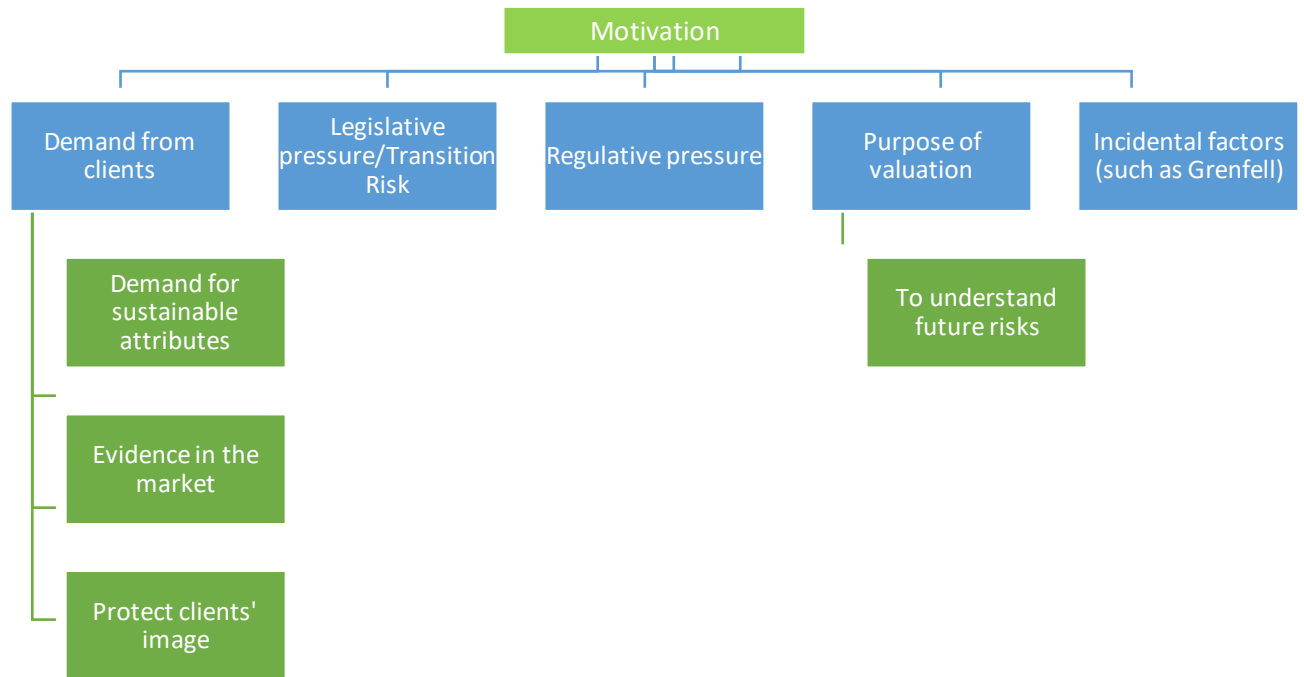 Motivation
Demand from
clients
Legislative
pressure/Transition
Risk
Regulative pressure
Purpose of
valuation
Incidental factors
(such as Grenfell)
Demand for
sustainable
attributes
Evidence in the
market
Protect clients'
image
To understand
future risks